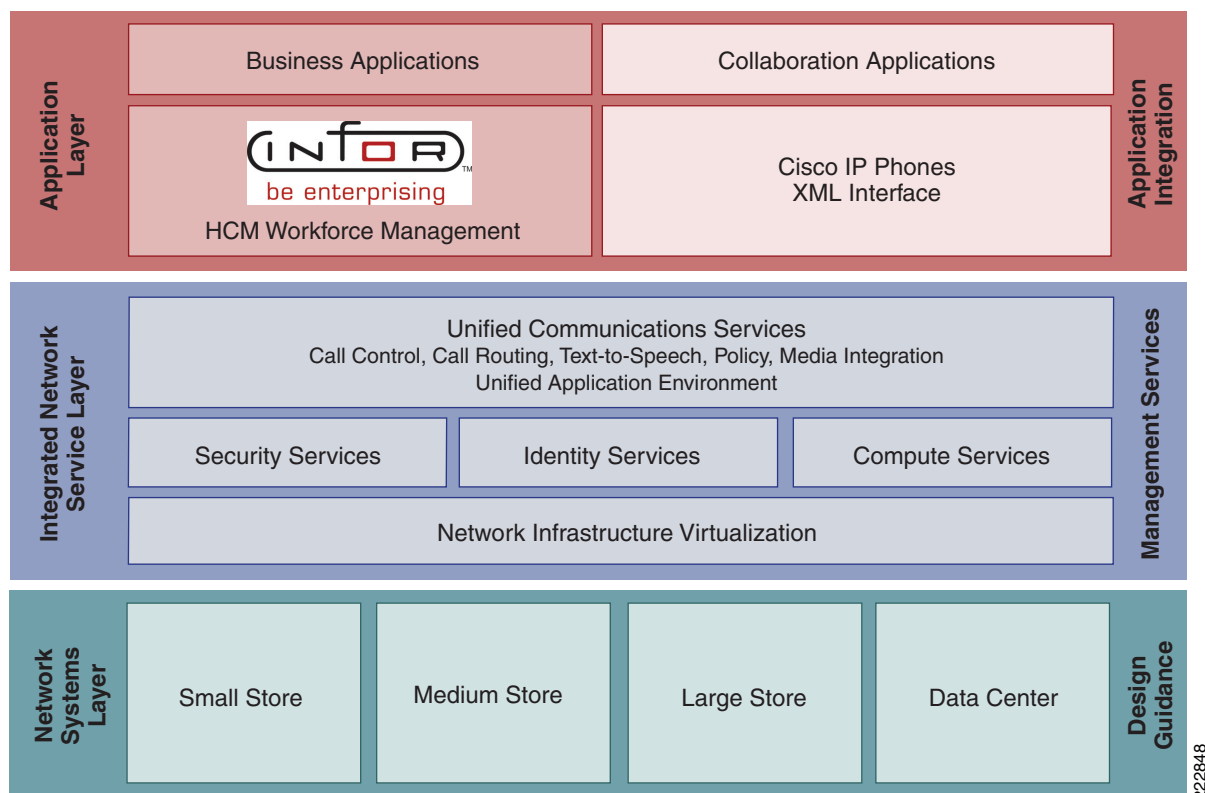 Application
Layer
Business Applications
Collaboration Applications
Application
Integration
INFOR
TM
be enterprising
HCM Workforce Management
Cisco IP Phones
XML Interface
Integrated Network
Service Layer
Unified Communications Services
Call Control, Call Routing, Text-to-Speech, Policy, Media Integration
Unified Application Environment
Management Services
Security Services
Identity Services
Compute Services
Network Infrastructure Virtualization
Network
Systems
Layer
Small Store
Medium Store
Large Store
Data Center
Design
Guidance
222848